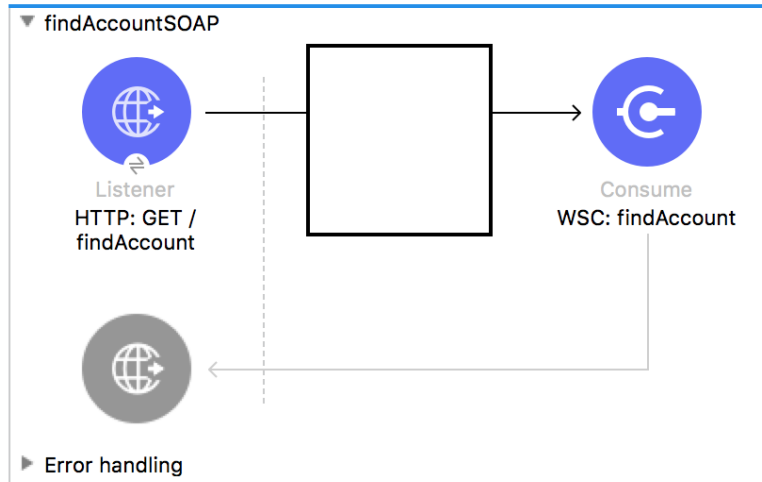 findAccountSOAP
Listener
HTTP: GET /
findAccount
Consume
WSC: findAccount
Error handling